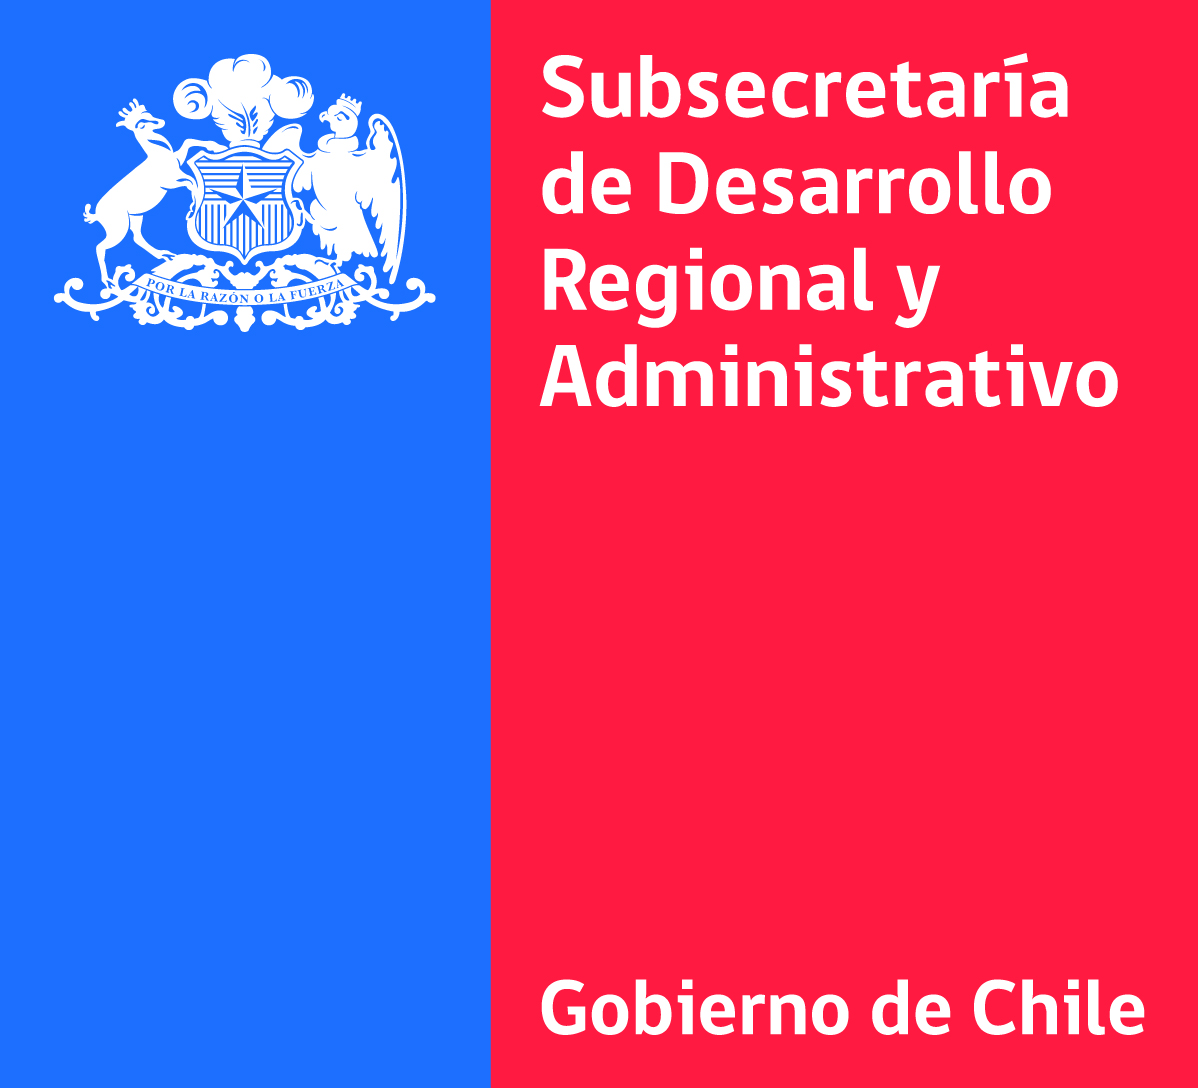 POR LA RAZÓN O LA FUERZA
Subsecretaría
de Desarrollo
Regional y
Administrativo
Gobierno de Chile